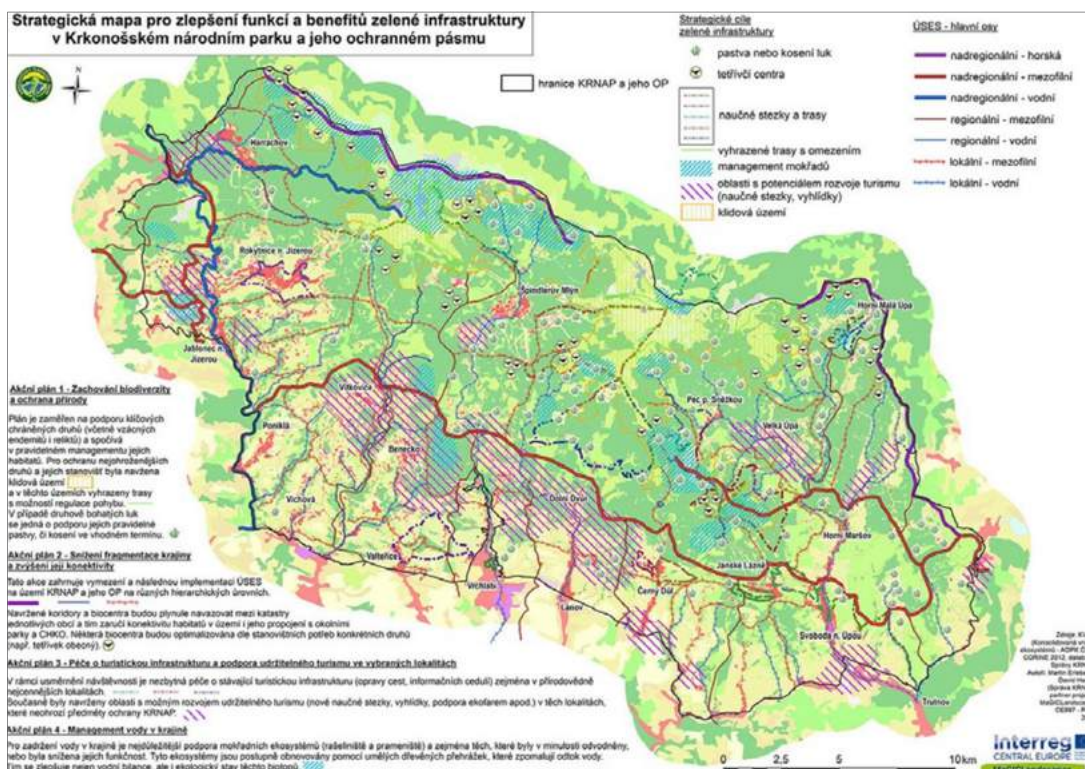 Strategická mapa pro zlepšení funkcí a benefitů zelené infrastruktury
v Krkonošském národním parku a jeho ochranném pásmu
N
hranice KRNAP a jeho OP
Strategické cíle
zelené infrastruktury
pastva nebo kosení luk
tetřívčí centra
naučné stezky a trasy
vyhrazené trasy s omezením
management mokřadů
oblasti s potenciálem rozvoje turismu
(naučné stezky, vyhlídky)
klidová území
ÚSES - hlavní osy
nadregionální - horská
nadregionální - mezofilní
nadregionální - vodní
regionální - mezofilní
regionální - vodní
lokální - mezofilní
lokální - vodní
Harrachov
Rokytnice n. Jizerou
Špindlerův Mlýn
Horní Malá Úpa
Jablonec n.
Jizerou
Vítkovice
Pec p. Sněžkou
Velká Úpa
Poniklá
Benecko
Dolní Dvůr
Vichová
Horní Maršov
Valteřice
Janské Lázně
Vrchlabí
Lánov
Černý Důl
Svoboda n. Úpou
Trutnov
Akční plán 1 - Zachování biodiverzity
a ochrana přírody
Plán je zaměřen na podporu klíčových
chráněných druhů (včetně vzácných
endemitů i reliktů) a spočívá
v pravidelném managementu jejich
habitatů. Pro ochranu nejohroženějších
druhů a jejich stanovišť byla navržena
klidová území
a v těchto územích vyhrazeny trasy
s možností regulace pohybu.
V případě druhově bohatých luk
se jedná o podporu jejich pravidelné
pastvy, či kosení ve vhodném termínu.
Akční plán 2 - Snížení fragmentace krajiny
a zvýšení její konektivity
Tato akce zahrnuje vymezení a následnou implementaci ÚSES
na území KRNAP a jeho OP na různých hierarchických úrovních.
Navržené koridory a biocentra budou plynule navazovat mezi katastry
jednotlivých obcí a tím zaručí konektivitu habitatů v území i jeho propojení s okolními
parky a CHKO. Některá biocentra budou optimalizována dle stanovištních potřeb konkrétních druhů
(např. tetřívek obecný).
Akční plán 3 - Péče o turistickou infrastrukturu a podpora udržitelného turismu ve vybraných lokalitách
V rámci usměrnění návštěvnosti je nezbytná péče o stávající turistickou infrastrukturu (opravy cest, informačních cedulí) zejména v přírodovědně
nejcennějších lokalitách.
Současně byly navrženy oblasti s možným rozvojem udržitelného turismu (nové naučné stezky, vyhlídky, podpora ekofarem apod.) v těch lokalitách,
které neohrozí předměty ochrany KRNAP.
Akční plán 4 - Management vody v krajině
Pro zadržení vody v krajině je nejdůležitější podpora mokřadních ekosystémů (rašeliniště a prameniště) a zejména těch, které byly v minulosti odvodněny,
nebo byla snížena jejich funkčnost. Tyto ekosystémy jsou postupně obnovovány pomocí umělých dřevěných přehrážek, které zpomalují odtok vody.
Tím se zlepšuje nejen vodní bilance, ale i ekologický stav těchto biotopů.
0 2,5 5 10km
Interreg
CENTRAL EUROPE